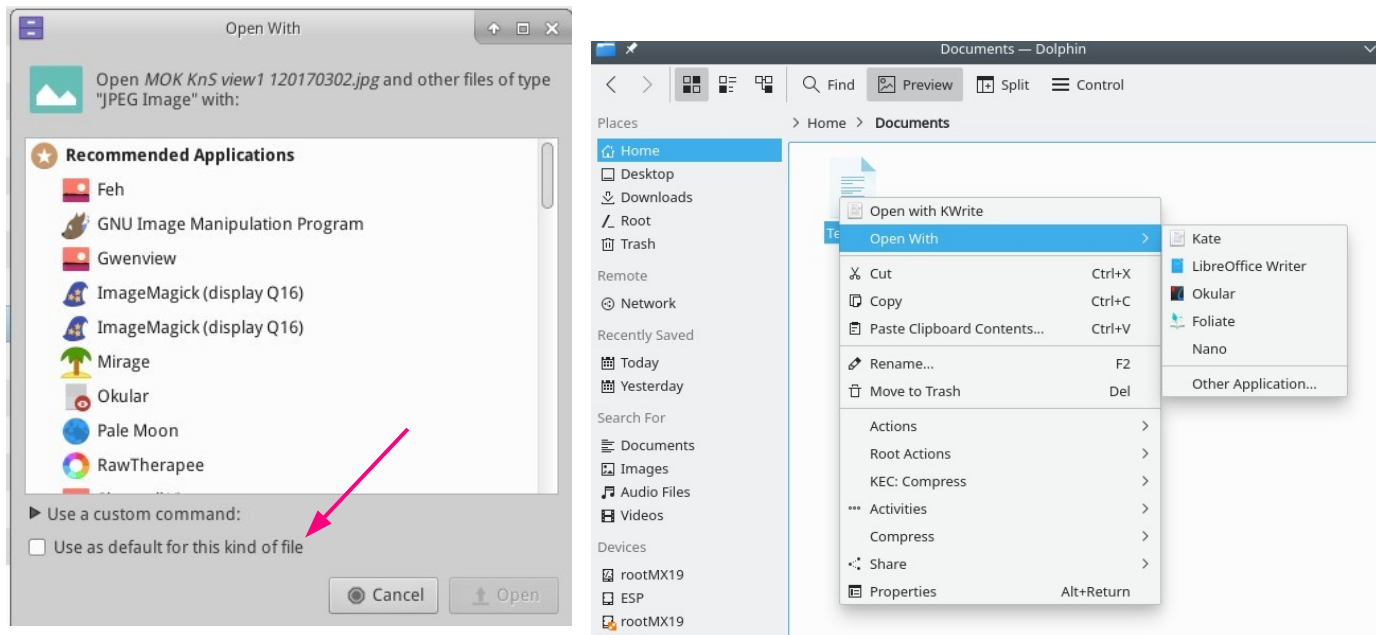 Open With
Open MOK KnS view1 120170302.jpg and other files of type
"JPEG Image" with:
Recommended Applications
Feh
GNU Image Manipulation Program
Gwenview
ImageMagick (display Q16)
ImageMagick (display Q16)
Mirage
Okular
Pale Moon
RawTherapee
Use a custom command:
Use as default for this kind of file
Cancel
Open
Documents — Dolphin
Find
Preview
Split
Control
Places
Home
Desktop
Downloads
Root
Trash
Remote
Network
Recently Saved
Today
Yesterday
Search For
Documents
Images
Audio Files
Videos
Devices
rootMX19
ESP
rootMX19
> Home > Documents
Te
Open with KWrite
Open With
Cut Ctrl+X
Copy Ctrl+C
Paste Clipboard Contents... Ctrl+V
Rename... F2
Move to Trash Del
Actions
Root Actions
KEC: Compress
Activities
Compress
Share
Properties Alt+Return
Kate
LibreOffice Writer
Okular
Foliate
Nano
Other Application...